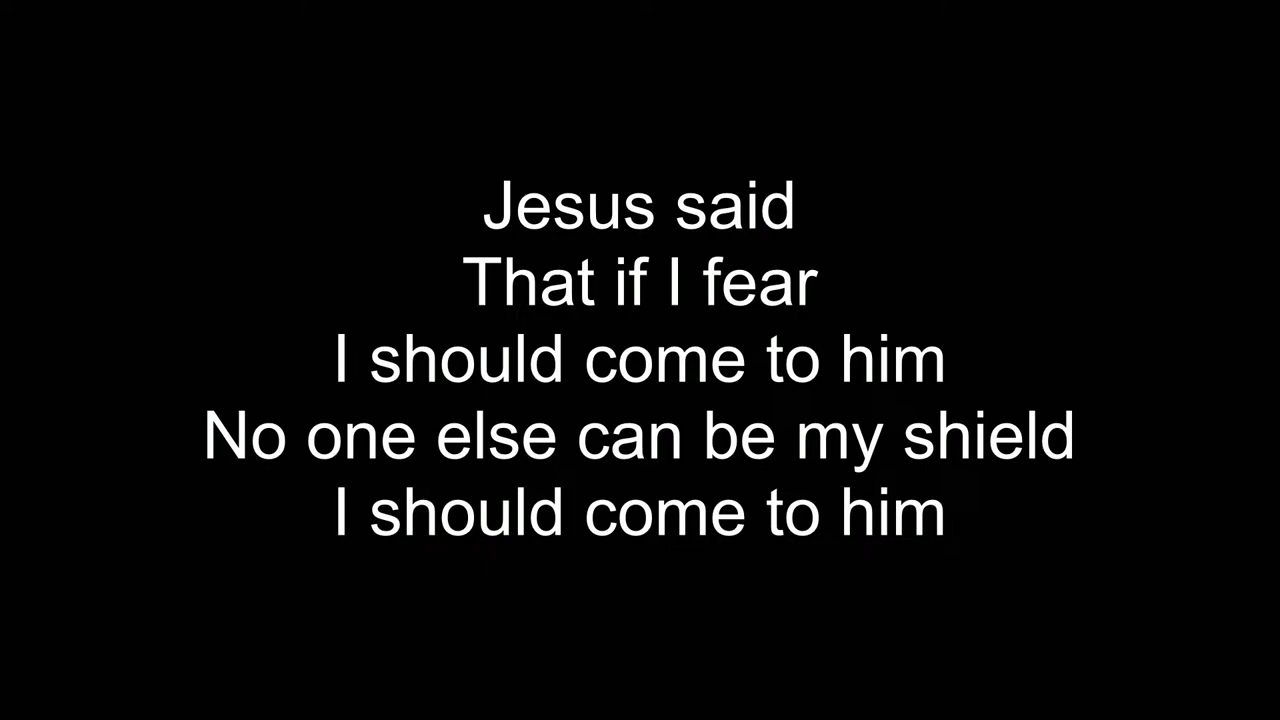 Jesus said
That if I fear
I should come to him
No one else can be my shield
I should come to him